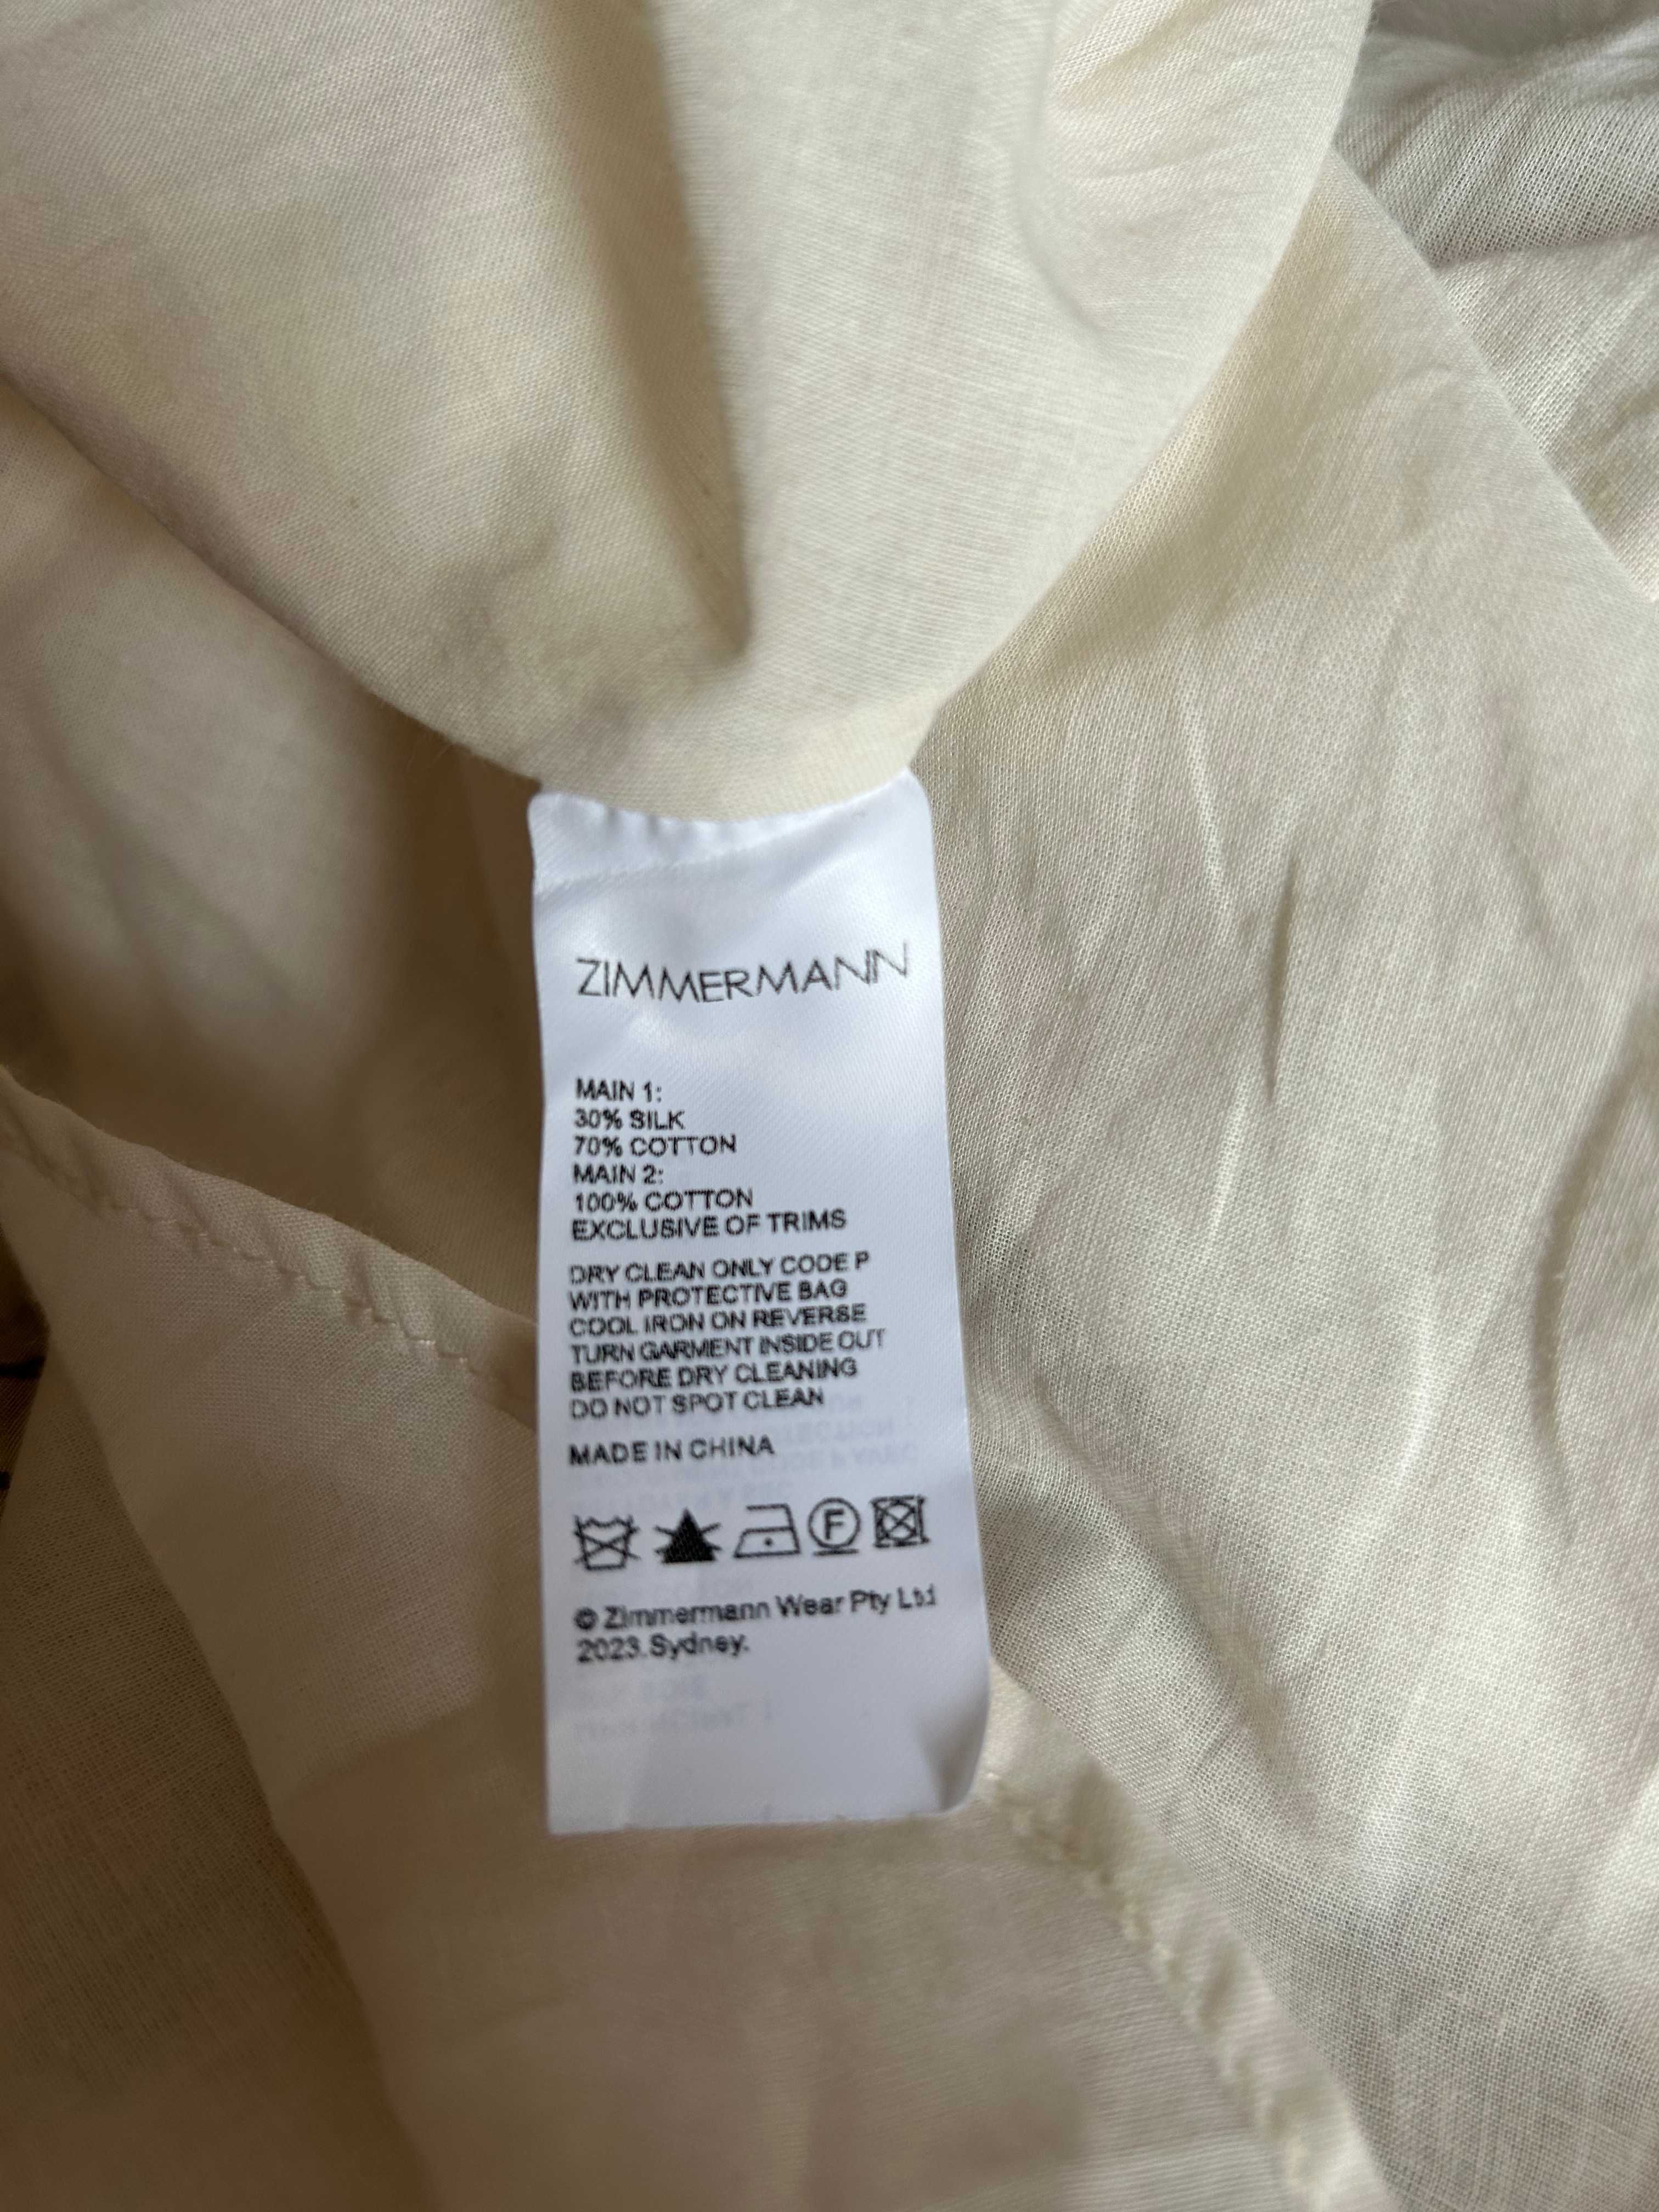 ZIMMERMANN
MAIN 1:
30% SILK
70% COTTON
MAIN 2:
100% COTTON
EXCLUSIVE OF TRIMS
DRY CLEAN ONLY CODE P
WITH PROTECTIVE BAG
COOL IRON ON REVERSE
TURN GARMENT INSIDE OUT
BEFORE DRY CLEANING
DO NOT SPOT CLEAN
MADE IN CHINA
F
© Zimmermann Wear Pty Ltd
2023.Sydney.